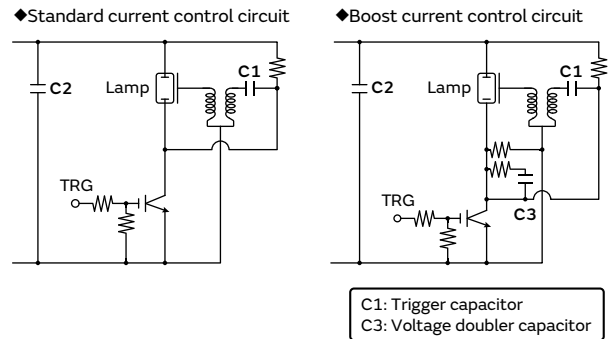 ◆Standard current control circuit
C2
Lamp
C1
TRG
◆Boost current control circuit
C2
Lamp
C1
TRG
C3
C1: Trigger capacitor
C3: Voltage doubler capacitor